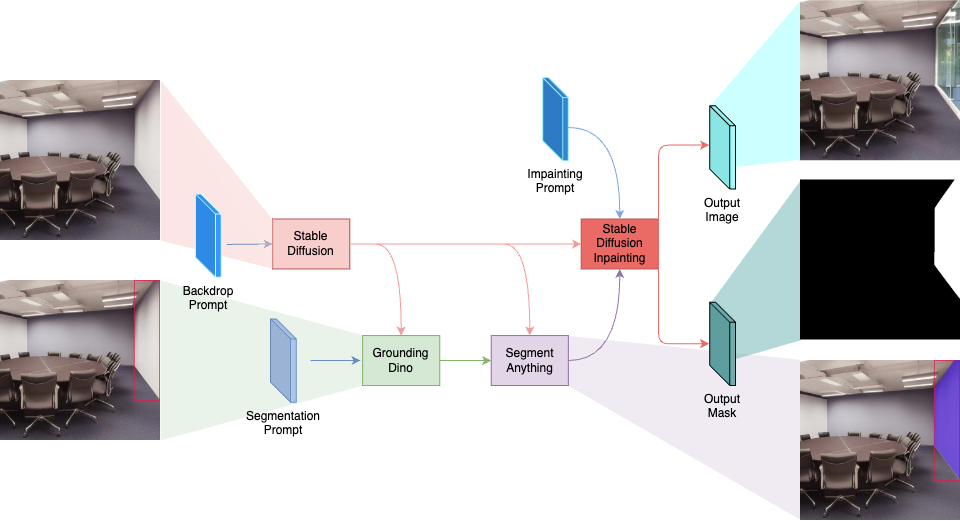 Impainting
Prompt
Output
Image
Stable
Diffusion
Stable
Diffusion
Inpainting
Backdrop
Prompt
Grounding
Dino
Segment
Anything
Segmentation
Prompt
Output
Mask